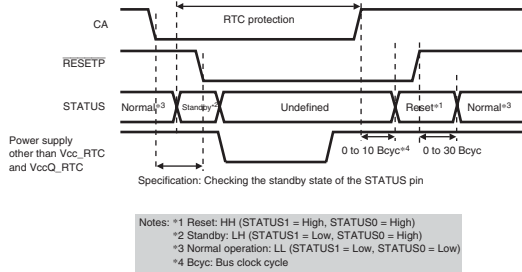 RTC protection
CA
RESETP
STATUS
Normal*3
Standby*2
Undefined
Reset*1
Normal*3
Power supply
other than Vcc_RTC
and VccQ_RTC
0 to 10 Bcyc*4
0 to 30 Bcyc
Specification: Checking the standby state of the STATUS pin
Notes: *1 Reset: HH (STATUS1 = High, STATUS0 = High)
*2 Standby: LH (STATUS1 = Low, STATUS0 = High)
*3 Normal operation: LL (STATUS1 = Low, STATUS0 = Low)
*4 Bcyc: Bus clock cycle